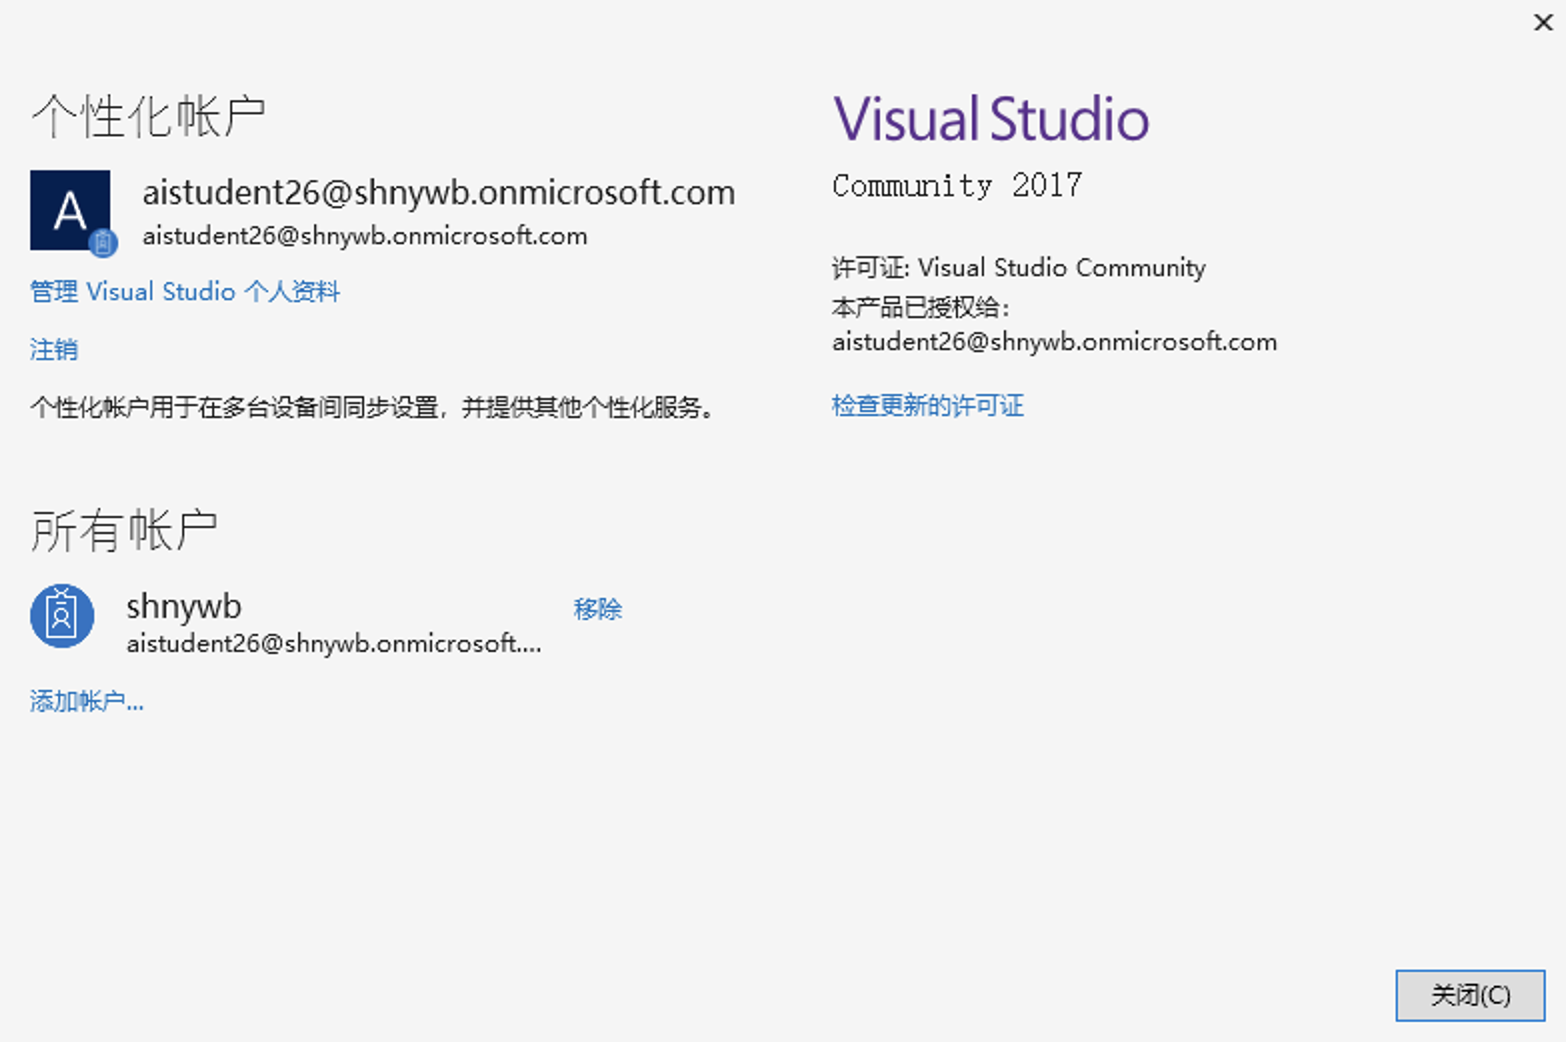 个性化帐户
A
aistudent26@shnywb.onmicrosoft.com
aistudent26@shnywb.onmicrosoft.com
管理 Visual Studio 个人资料
注销
个性化帐户用于在多台设备间同步设置，并提供其他个性化服务。
所有帐户
shnywb
移除
aistudent26@shnywb.onmicrosoft....
添加帐户...
Visual Studio
Community 2017
许可证: Visual Studio Community
本产品已授权给:
aistudent26@shnywb.onmicrosoft.com
检查更新的许可证
关闭(C)